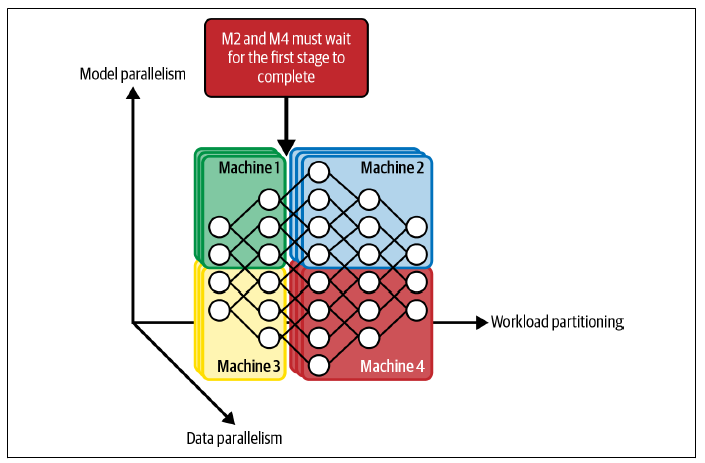 M2 and M4 must wait
for the first stage to
complete
Model parallelism
Machine 1
Machine 2
Workload partitioning
Machine 3
Machine 4
Data parallelism